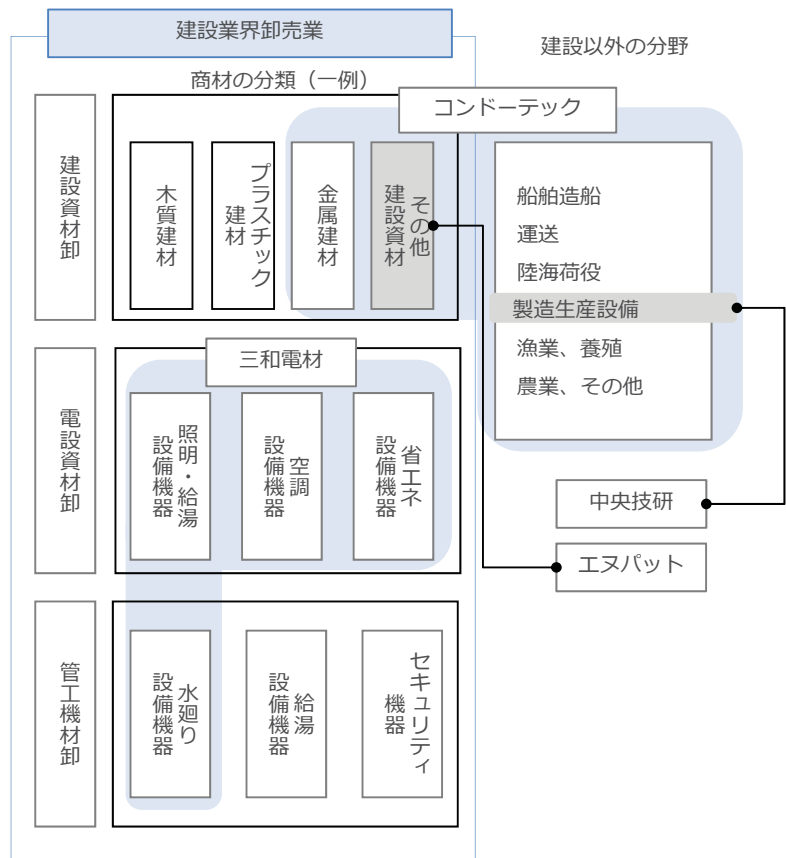 建設業界卸売業
建設以外の分野
商材の分類（一例）
コンドーテック
建設資材卸
木質建材
プラスチック
建材
金属建材
その他
建設資材
船舶造船
運送
陸海荷役
製造生産設備
漁業、養殖
農業、その他
三和電材
電設資材卸
照明・給湯
設備機器
空調
設備機器
省エネ
設備機器
中央技研
エヌパット
管工機材卸
水廻り
設備機器
給湯
設備機器
セキュリティ
機器